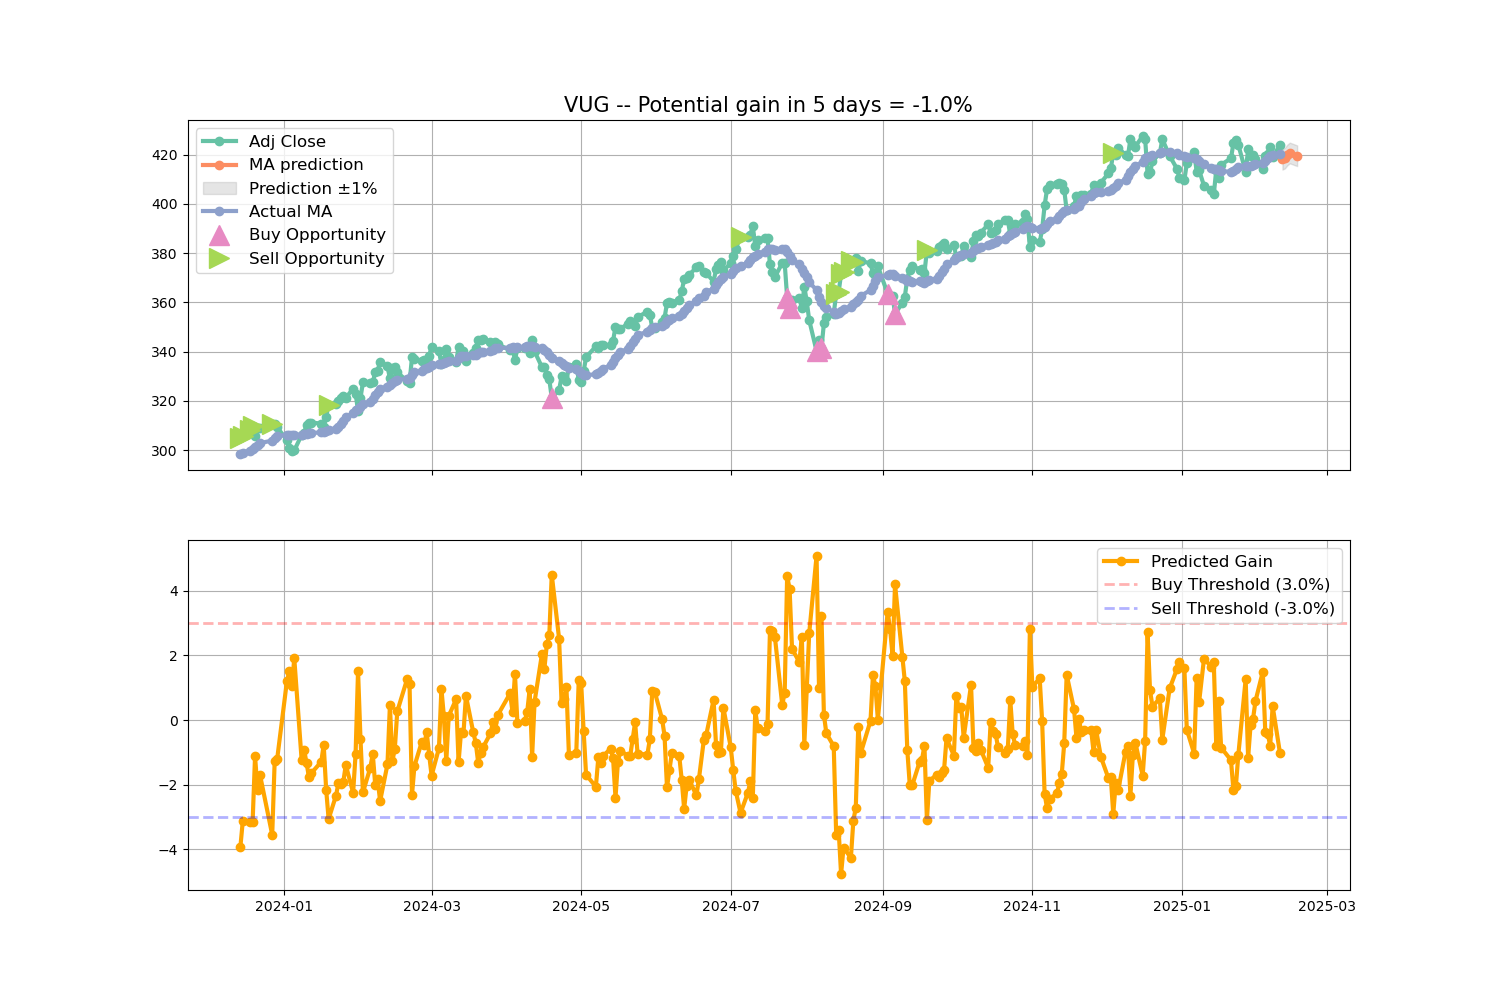 VUG -- Potential gain in 5 days = -1.0%
Adj Close
MA prediction
Prediction ±1%
Actual MA
Buy Opportunity
Sell Opportunity
420
400
380
360
340
320
300
Predicted Gain
Buy Threshold (3.0%)
Sell Threshold (-3.0%)
4
2
0
−2
−4
2024-01 2024-03 2024-05 2024-07 2024-09 2024-11 2025-01 2025-03